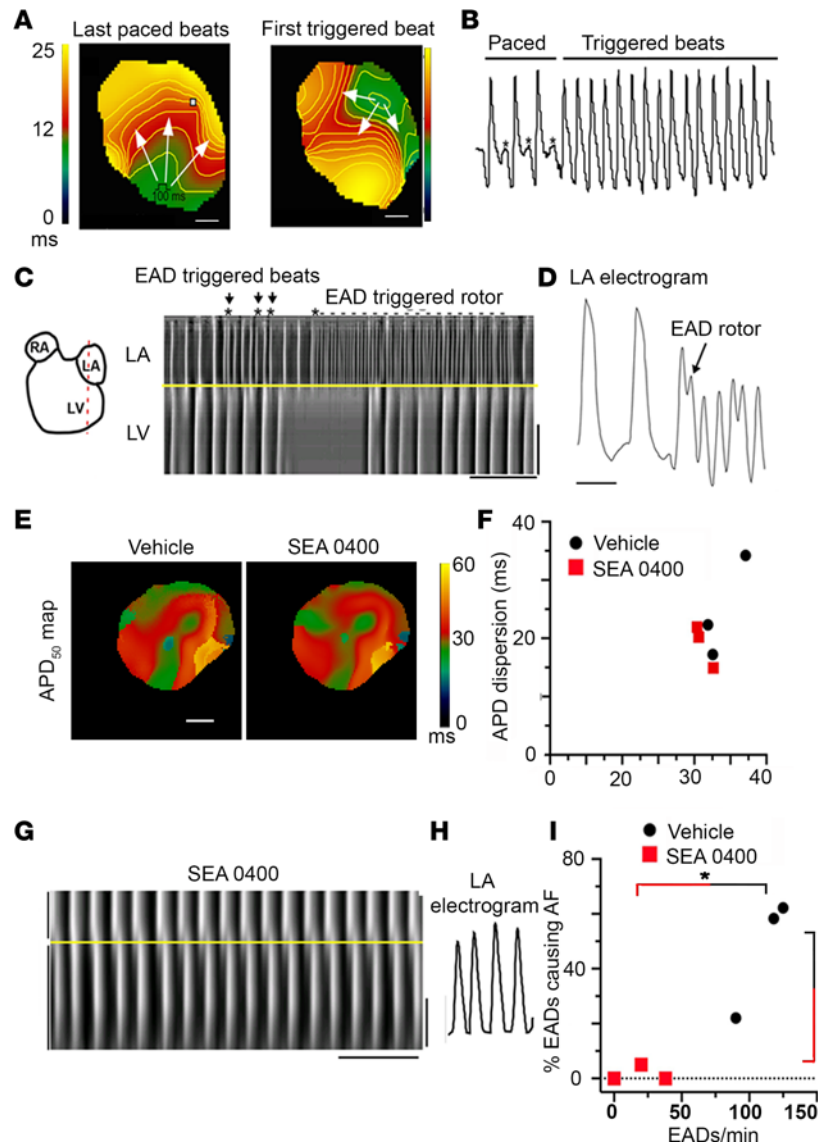 A
Last paced beats
First triggered beat
25
12
0
ms
100 ms
B
Paced
Triggered beats
*
*
*
C
EAD triggered beats
EAD triggered rotor
* * * *
RA
LA
LV
LA
LV
D
LA electrogram
EAD rotor
E
Vehicle
SEA 0400
APD50 map
60
30
0
ms
F
Vehicle
SEA 0400
APD dispersion (ms)
40
20
0
0 20 30 40
G
SEA 0400
H
LA
electrogram
I
Vehicle
SEA 0400
*
% EADs causing AF
80
40
0
0 50 100 150
EADs/min